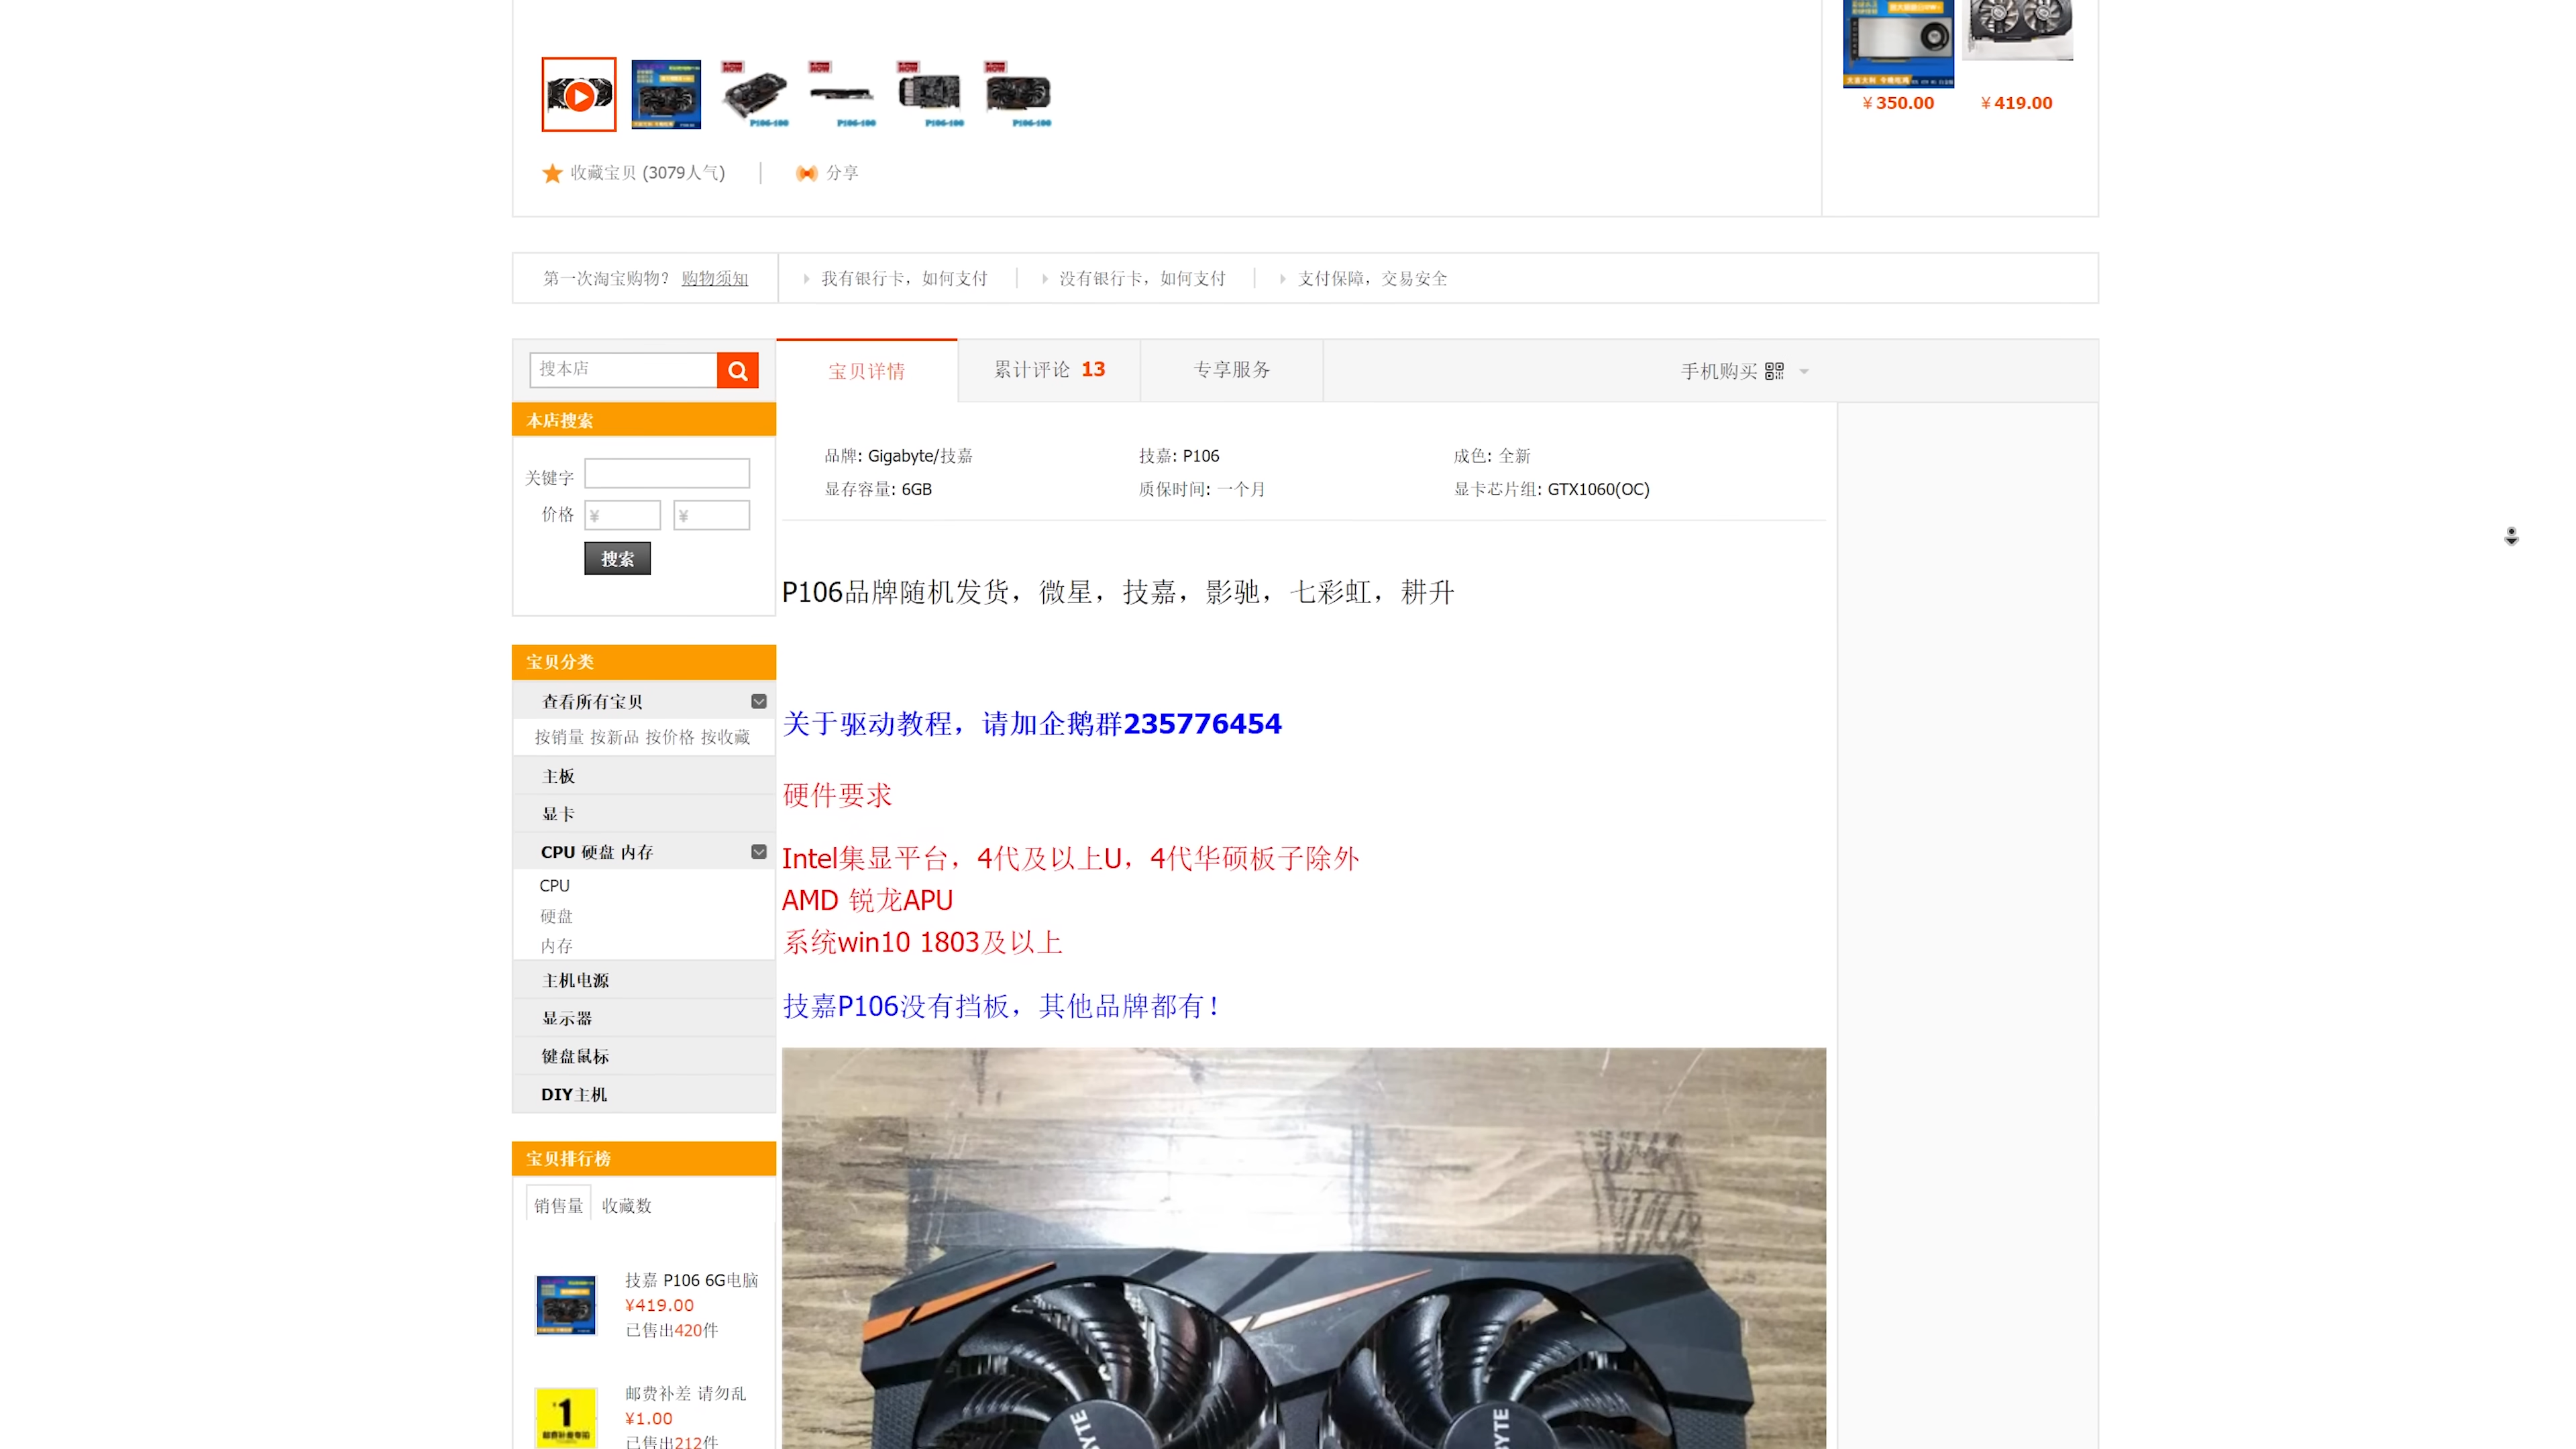 ¥350.00
¥419.00
P106-100
P106-100
P106-100
P106-100
收藏宝贝 (3079人气)
分享
第一次淘宝购物? 购物须知
我有银行卡，如何支付
没有银行卡，如何支付
支付保障，交易安全
搜本店
宝贝详情
累计评论 13
专享服务
手机购买
本店搜索
关键字
价格 ¥ ¥
搜索
品牌: Gigabyte/技嘉
技嘉: P106
成色: 全新
显存容量: 6GB
质保时间: 一个月
显卡芯片组: GTX1060(OC)
P106品牌随机发货，微星，技嘉，影驰，七彩虹，耕升
关于驱动教程，请加企鹅群235776454
硬件要求
Intel集显平台，4代及以上U，4代华硕板子除外
AMD 锐龙APU
系统win10 1803及以上
技嘉P106没有挡板，其他品牌都有！
宝贝分类
查看所有宝贝
按销量 按新品 按价格 按收藏
主板
显卡
CPU 硬盘 内存
CPU
硬盘
内存
主机电源
显示器
键盘鼠标
DIY主机
宝贝排行榜
销售量 收藏数
技嘉 P106 6G电脑
¥419.00
已售出420件
邮费补差 请勿乱
¥1.00
已售出212件